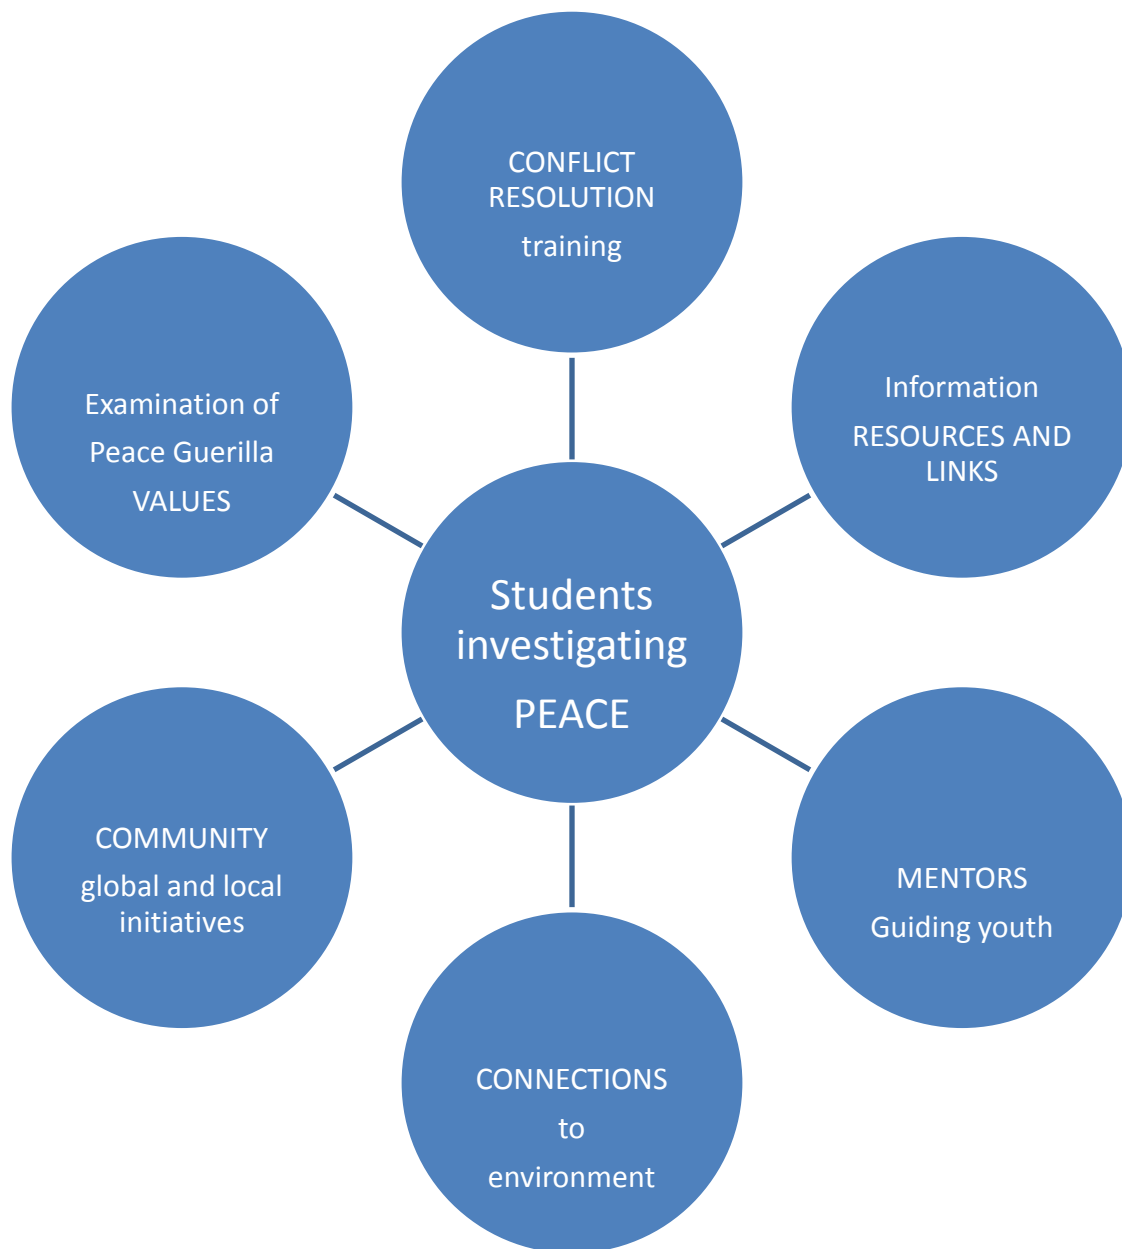 CONFLICT
RESOLUTION
training
Examination of
Peace Guerilla
VALUES
Information
RESOURCES AND
LINKS
Students
investigating
PEACE
COMMUNITY
global and local
initiatives
MENTORS
Guiding youth
CONNECTIONS
to
environment